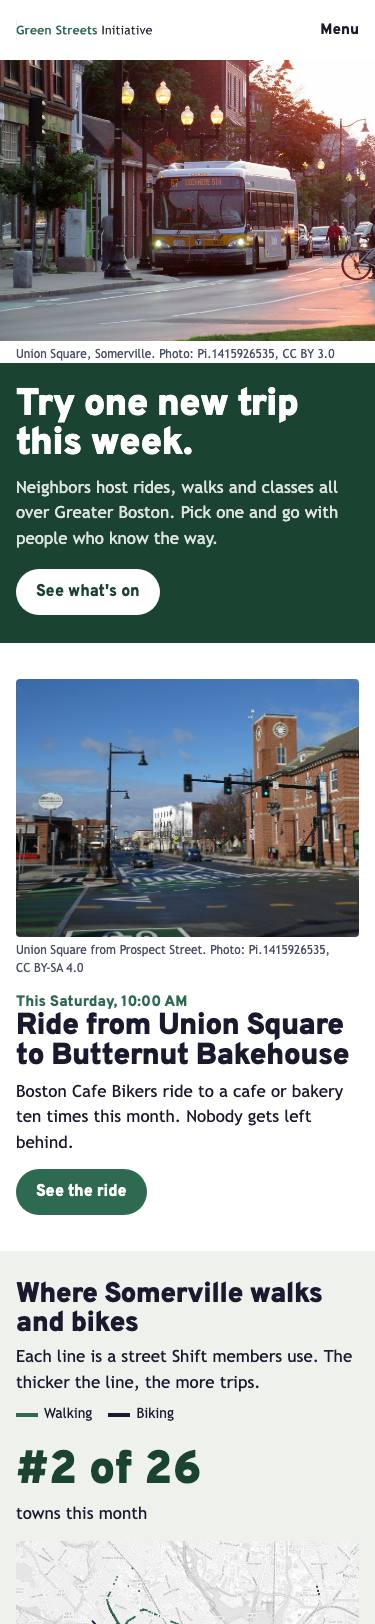 Green Streets Initiative
Menu
Union Square, Somerville. Photo: Pi.1415926535, CC BY 3.0
Try one new trip
this week.
Neighbors host rides, walks and classes all
over Greater Boston. Pick one and go with
people who know the way.
See what's on
Union Square from Prospect Street. Photo: Pi.1415926535,
CC BY-SA 4.0
This Saturday, 10:00 AM
Ride from Union Square
to Butternut Bakehouse
Boston Cafe Bikers ride to a cafe or bakery
ten times this month. Nobody gets left
behind.
See the ride
Where Somerville walks
and bikes
Each line is a street Shift members use. The
thicker the line, the more trips.
Walking
Biking
#2 of 26
towns this month